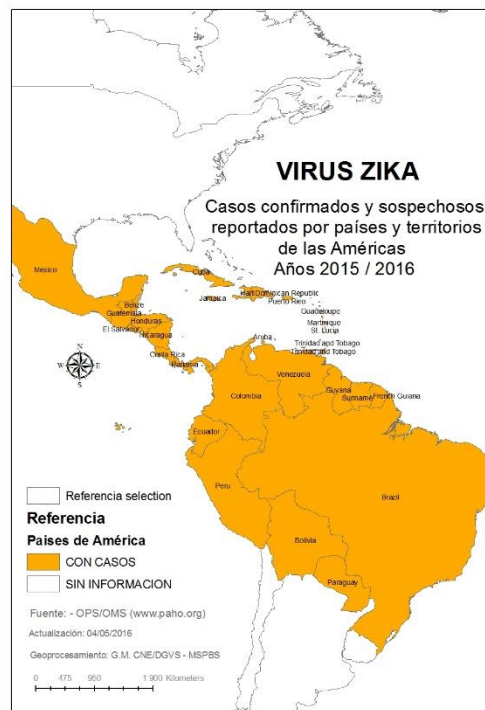 VIRUS ZIKA
Casos confirmados y sospechosos
reportados por países y territorios
de las Américas
Años 2015 / 2016
Mexico
Cuba
Haiti
Dominican Republic
Jamaica
Puerto Rico
Belize
Guadaloupe
Guatemala
Honduras
Martinique
El Salvador
St. Lucia
Nicaragua
Aruba
Trinidad and Tobago
Trinidad and Tobago
Costa Rica
Panama
Venezuela
Guyana
Suriname
French Guiana
Colombia
Ecuador
Peru
Brazil
Bolivia
Paraguay
N
W
E
S
Referencia selection
Referencia
Paises de América
CON CASOS
SIN INFORMACION
Fuente: - OPS/OMS (www.paho.org)
Actualización: 04/05/2016
Geoprocesamiento: G.M. CNE/DGVS - MSPBS
0 475 950 1.900 Kilometers